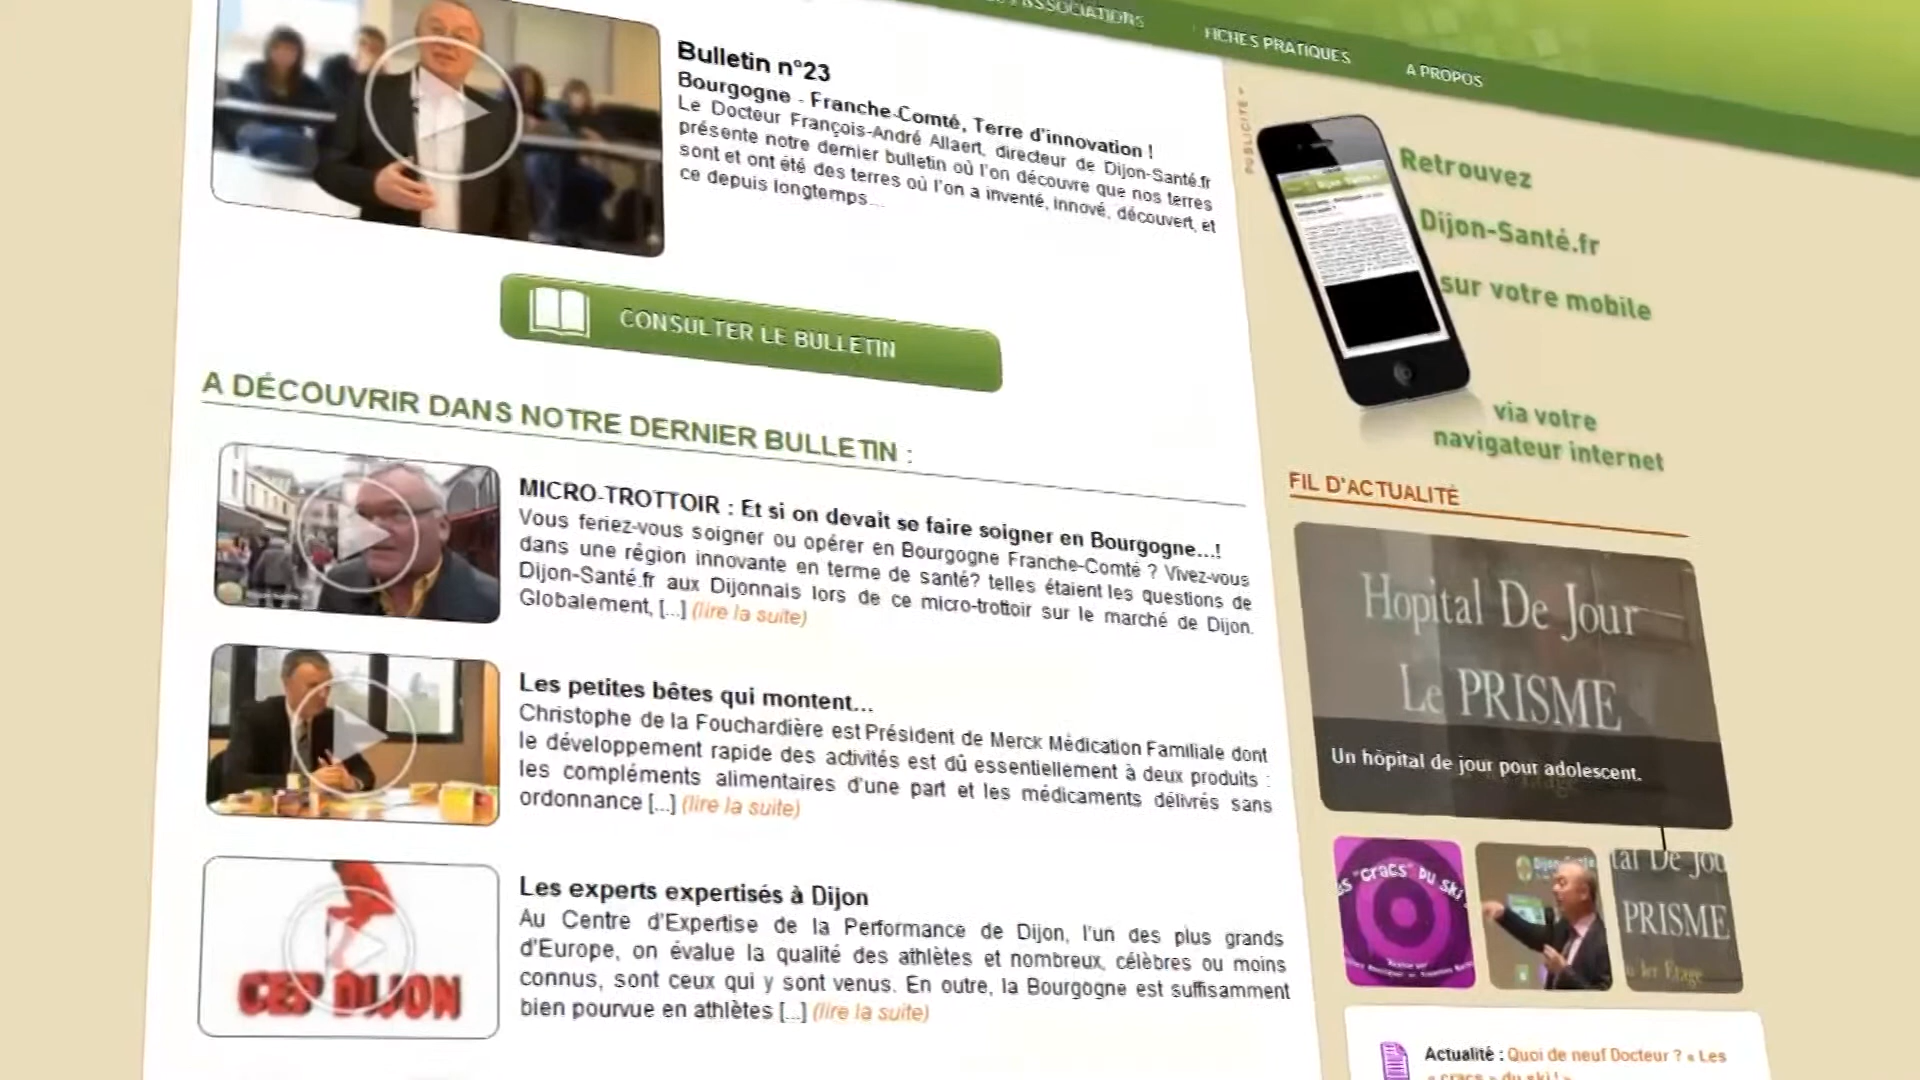 ASSOCIATIONS
FICHES PRATIQUES
A PROPOS
Bulletin n°23
Bourgogne - Franche-Comté, Terre d'innovation !
Le Docteur François-André Allaert, directeur de Dijon-Santé.fr
présente notre dernier bulletin où l'on découvre que nos terres
sont et ont été des terres où l'on a inventé, innové, découvert, et
ce depuis longtemps...
CONSULTER LE BULLETIN
A DÉCOUVRIR DANS NOTRE DERNIER BULLETIN :
MICRO-TROTTOIR : Et si on devait se faire soigner en Bourgogne...!
Vous feriez-vous soigner ou opérer en Bourgogne Franche-Comté ? Vivez-vous
dans une région innovante en terme de santé? telles étaient les questions de
Dijon-Santé.fr aux Dijonnais lors de ce micro-trottoir sur le marché de Dijon.
Globalement, [...] (lire la suite)
Les petites bêtes qui montent...
Christophe de la Fouchardière est Président de Merck Médication Familiale dont
le développement rapide des activités est dû essentiellement à deux produits :
les compléments alimentaires d'une part et les médicaments délivrés sans
ordonnance [...] (lire la suite)
CEP DIJON
Les experts expertisés à Dijon
Au Centre d'Expertise de la Performance de Dijon, l'un des plus grands
d'Europe, on évalue la qualité des athlètes et nombreux, célèbres ou moins
connus, sont ceux qui y sont venus. En outre, la Bourgogne est suffisamment
bien pourvue en athlètes [...] (lire la suite)
PUBLICITÉ
Retrouvez
Dijon-Santé.fr
sur votre mobile
via votre
navigateur internet
FIL D'ACTUALITÉ
Hopital De Jour
Le PRISME
Un hôpital de jour pour adolescent.
"cracs" du ski
tal De Jou
PRISME
1er Étage
Actualité : Quoi de neuf Docteur ? « Les
« cracs » du ski ! »